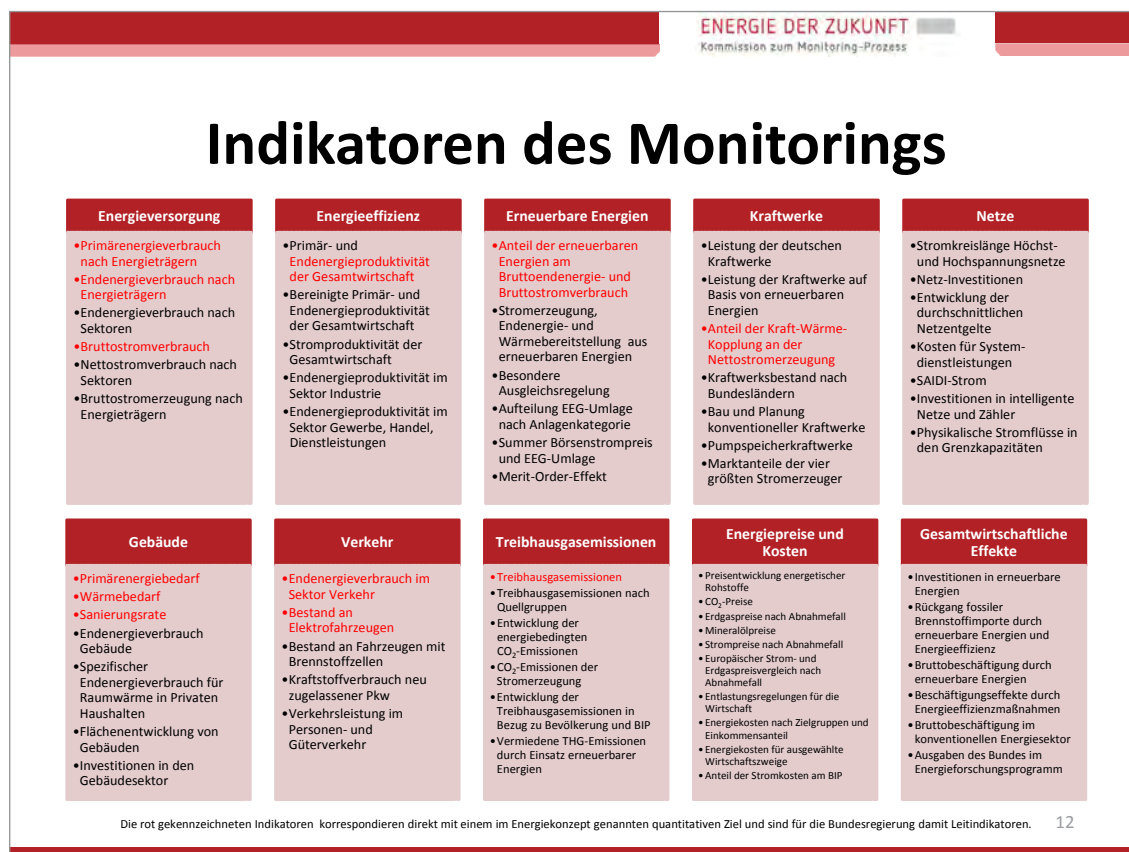 ENERGIE DER ZUKUNFT
Kommission zum Monitoring-Prozess
Indikatoren des Monitorings
Energieversorgung
•Primärenergieverbrauch
nach Energieträgern
•Endenergieverbrauch nach
Energieträgern
•Endenergieverbrauch nach
Sektoren
•Bruttostromverbrauch
•Nettostromverbrauch nach
Sektoren
•Bruttostromerzeugung nach
Energieträgern
Energieeffizienz
•Primär- und
Endenergieproduktivität
der Gesamtwirtschaft
•Bereinigte Primär- und
Endenergieproduktivität
der Gesamtwirtschaft
•Stromproduktivität der
Gesamtwirtschaft
•Endenergieproduktivität im
Sektor Industrie
•Endenergieproduktivität im
Sektor Gewerbe, Handel,
Dienstleistungen
Erneuerbare Energien
•Anteil der erneuerbaren
Energien am
Bruttoendenergie- und
Bruttostromverbrauch
•Stromerzeugung,
Endenergie- und
Wärmebereitstellung aus
erneuerbaren Energien
•Besondere
Ausgleichsregelung
•Aufteilung EEG-Umlage
nach Anlagenkategorie
•Summer Börsenstrompreis
und EEG-Umlage
•Merit-Order-Effekt
Kraftwerke
•Leistung der deutschen
Kraftwerke
•Leistung der Kraftwerke auf
Basis von erneuerbaren
Energien
•Anteil der Kraft-Wärme-
Kopplung an der
Nettostromerzeugung
•Kraftwerksbestand nach
Bundesländern
•Bau und Planung
konventioneller Kraftwerke
•Pumpspeicherkraftwerke
•Marktanteile der vier
größten Stromerzeuger
Netze
•Stromkreislänge Höchst-
und Hochspannungsnetze
•Netz-Investitionen
•Entwicklung der
durchschnittlichen
Netzentgelte
•Kosten für System-
dienstleistungen
•SAIDI-Strom
•Investitionen in intelligente
Netze und Zähler
•Physikalische Stromflüsse in
den Grenzkapazitäten
Gebäude
•Primärenergiebedarf
•Wärmebedarf
•Sanierungsrate
•Endenergieverbrauch
Gebäude
•Spezifischer
Endenergieverbrauch für
Raumwärme in Privaten
Haushalten
•Flächenentwicklung von
Gebäuden
•Investitionen in den
Gebäudesektor
Verkehr
•Endenergieverbrauch im
Sektor Verkehr
•Bestand an
Elektrofahrzeugen
•Bestand an Fahrzeugen mit
Brennstoffzellen
•Kraftstoffverbrauch neu
zugelassener Pkw
•Verkehrsleistung im
Personen- und
Güterverkehr
Treibhausgasemissionen
•Treibhausgasemissionen
•Treibhausgasemissionen nach
Quellgruppen
•Entwicklung der
energiebedingten
CO₂-Emissionen
•CO₂-Emissionen der
Stromerzeugung
•Entwicklung der
Treibhausgasemissionen in
Bezug zu Bevölkerung und BIP
•Vermiedene THG-Emissionen
durch Einsatz erneuerbarer
Energien
Energiepreise und
Kosten
•Preisentwicklung energetischer
Rohstoffe
•CO₂-Preise
•Erdgaspreise nach Abnahmefall
•Mineralölpreise
•Strompreise nach Abnahmefall
•Europäischer Strom- und
Erdgaspreisvergleich nach
Abnahmefall
•Entlastungsregelungen für die
Wirtschaft
•Energiekosten nach Zielgruppen und
Einkommensanteil
•Energiekosten für ausgewählte
Wirtschaftszweige
•Anteil der Stromkosten am BIP
Gesamtwirtschaftliche
Effekte
•Investitionen in erneuerbare
Energien
•Rückgang fossiler
Brennstoffimporte durch
erneuerbare Energien und
Energieeffizienz
•Bruttobeschäftigung durch
erneuerbare Energien
•Beschäftigungseffekte durch
Energieeffizienzmaßnahmen
•Bruttobeschäftigung im
konventionellen Energiesektor
•Ausgaben des Bundes im
Energieforschungsprogramm
Die rot gekennzeichneten Indikatoren korrespondieren direkt mit einem im Energiekonzept genannten quantitativen Ziel und sind für die Bundesregierung damit Leitindikatoren.
12